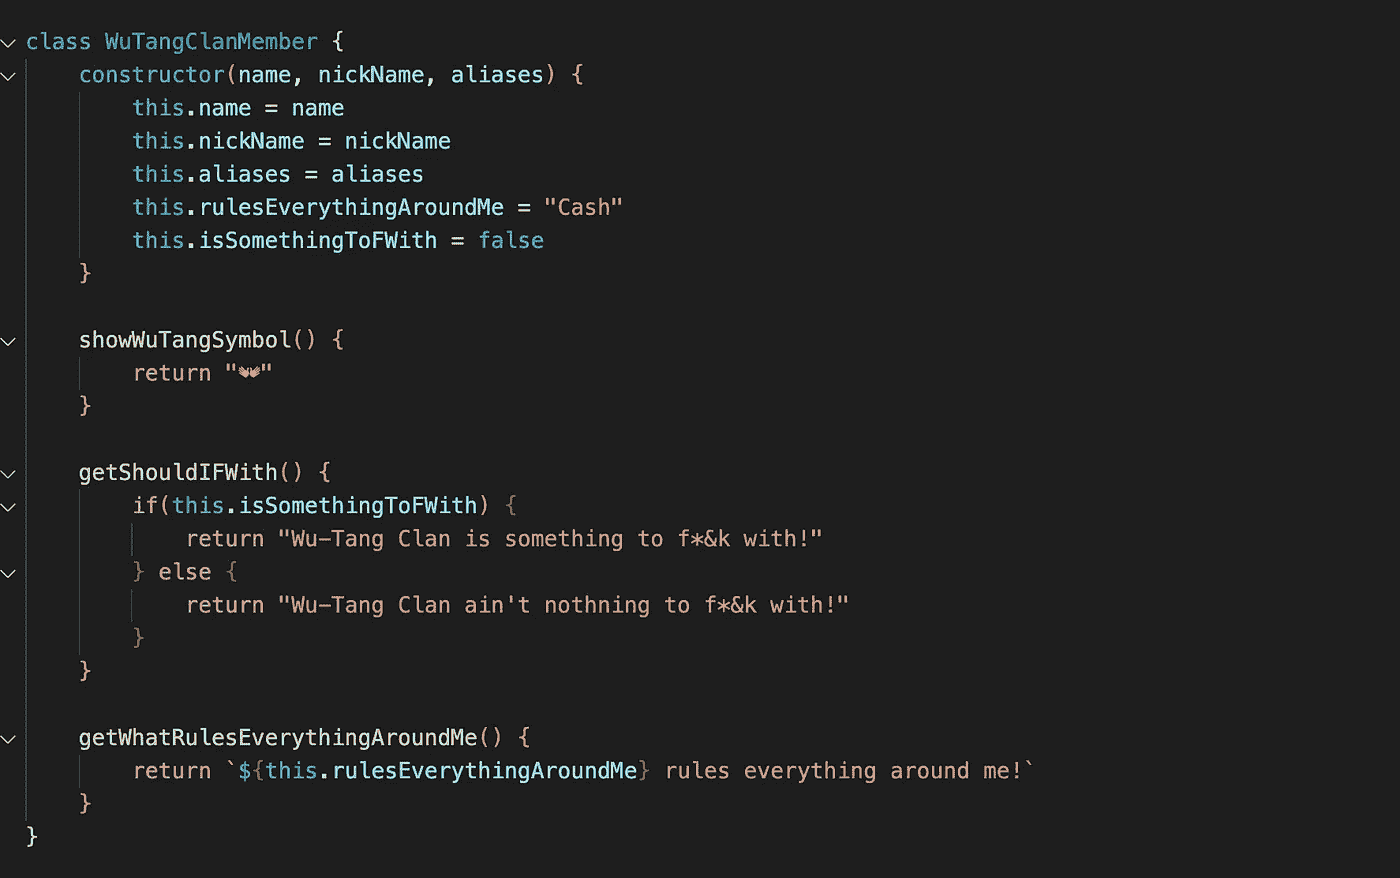 class WuTangClanMember {
constructor(name, nickName, aliases) {
this.name = name
this.nickName = nickName
this.aliases = aliases
this.rulesEverythingAroundMe = "Cash"
this.isSomethingToFWith = false
}
showWuTangSymbol() {
return "👐"
}
getShouldIFWith() {
if(this.isSomethingToFWith) {
return "Wu-Tang Clan is something to f*&k with!"
} else {
return "Wu-Tang Clan ain't nothning to f*&k with!"
}
}
getWhatRulesEverythingAroundMe() {
return `${this.rulesEverythingAroundMe} rules everything around me!`
}
}